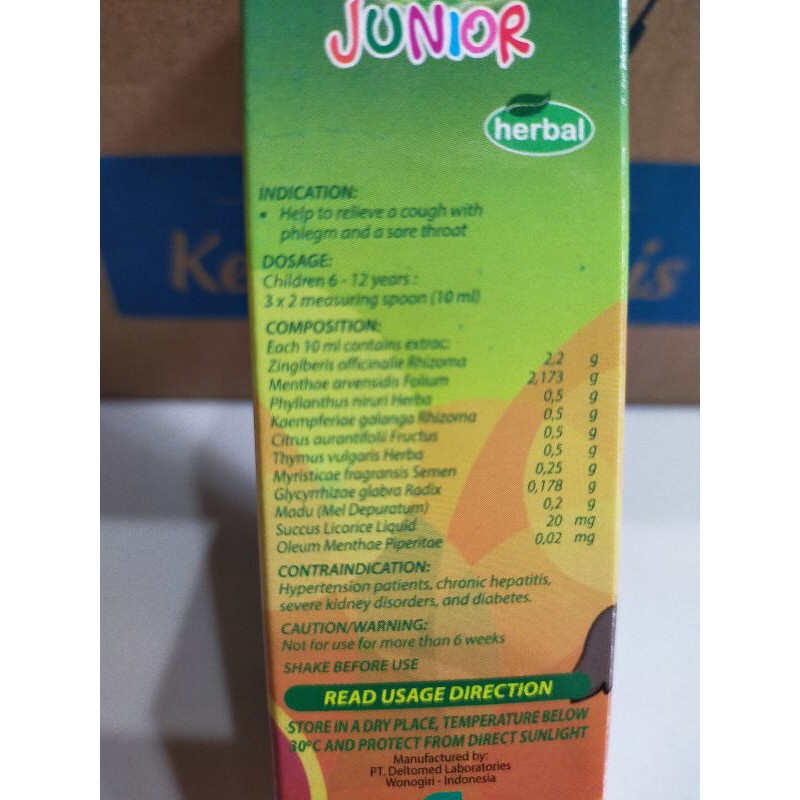 JUNIOR
herbal
INDICATION:
• Help to relieve a cough with
phlegm and a sore throat
DOSAGE:
Children 6 - 12 years :
3 x 2 measuring spoon (10 ml)
COMPOSITION:
Each 10 ml contains extrac:
Zingiberis officinalle Rhizoma 2,2 g
Menthae arvensidis Folium 2,173 g
Phyllanthus niruri Herba 0,5 g
Kaempferiae galanga Rhizoma 0,5 g
Citrus aurantifolii Fructus 0,5 g
Thymus vulgaris Herba 0,5 g
Myristicae fragransis Semen 0,25 g
Glycyrrhizae glabra Radix 0,178 g
Madu (Mel Depuratum) 0,2 g
Succus Licorice Liquid 20 mg
Oleum Menthae Piperitae 0,02 mg
CONTRAINDICATION:
Hypertension patients, chronic hepatitis,
severe kidney disorders, and diabetes.
CAUTION/WARNING:
Not for use for more than 6 weeks
SHAKE BEFORE USE
READ USAGE DIRECTION
STORE IN A DRY PLACE, TEMPERATURE BELOW
30°C AND PROTECT FROM DIRECT SUNLIGHT
Manufactured by:
PT. Deltomed Laboratories
Wonogiri - Indonesia